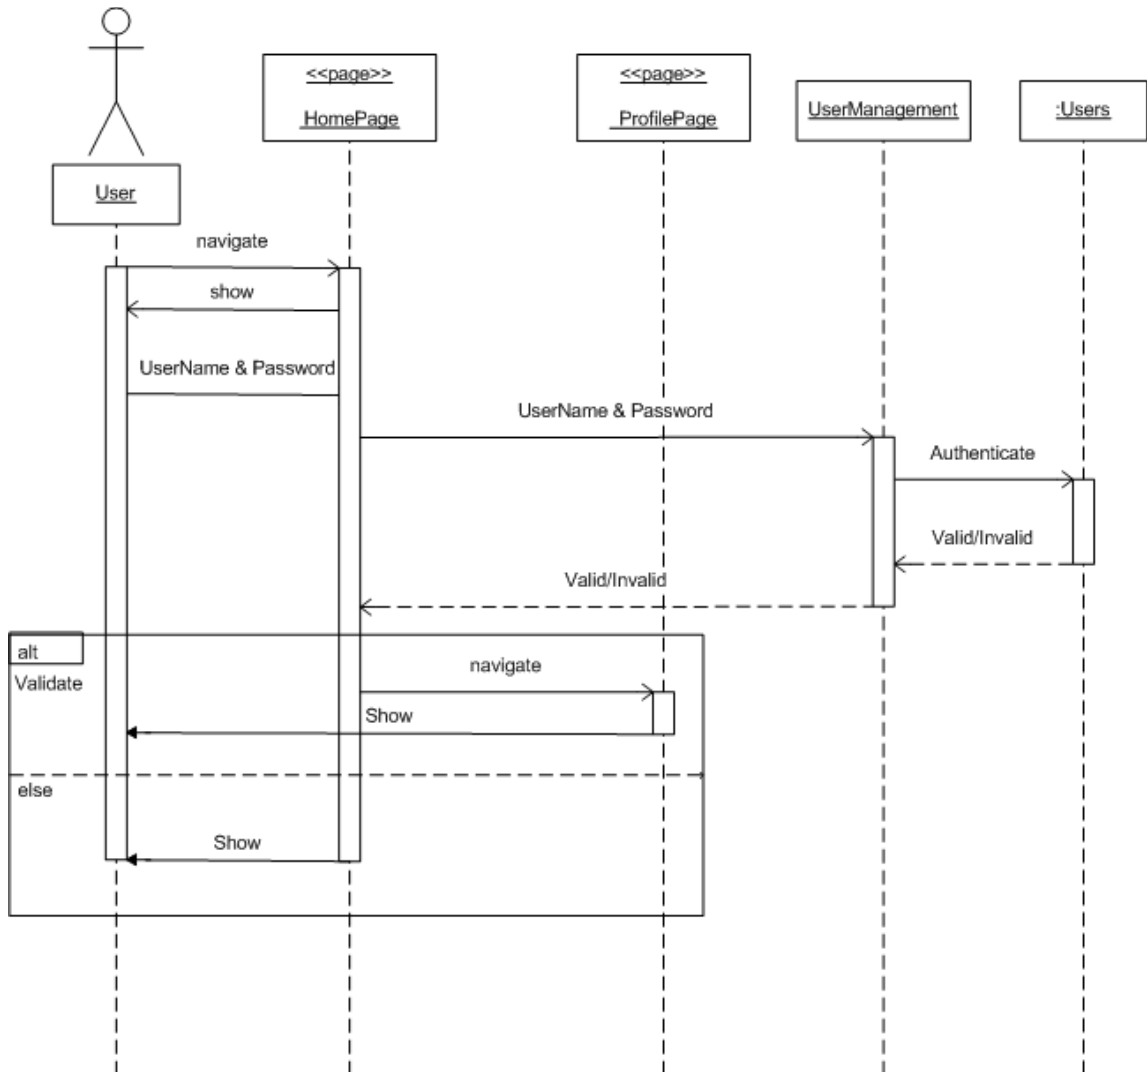 <<page>>
HomePage
<<page>>
ProfilePage
UserManagement
:Users
User
navigate
show
UserName & Password
UserName & Password
Authenticate
Valid/Invalid
Valid/Invalid
alt
Validate
navigate
Show
else
Show